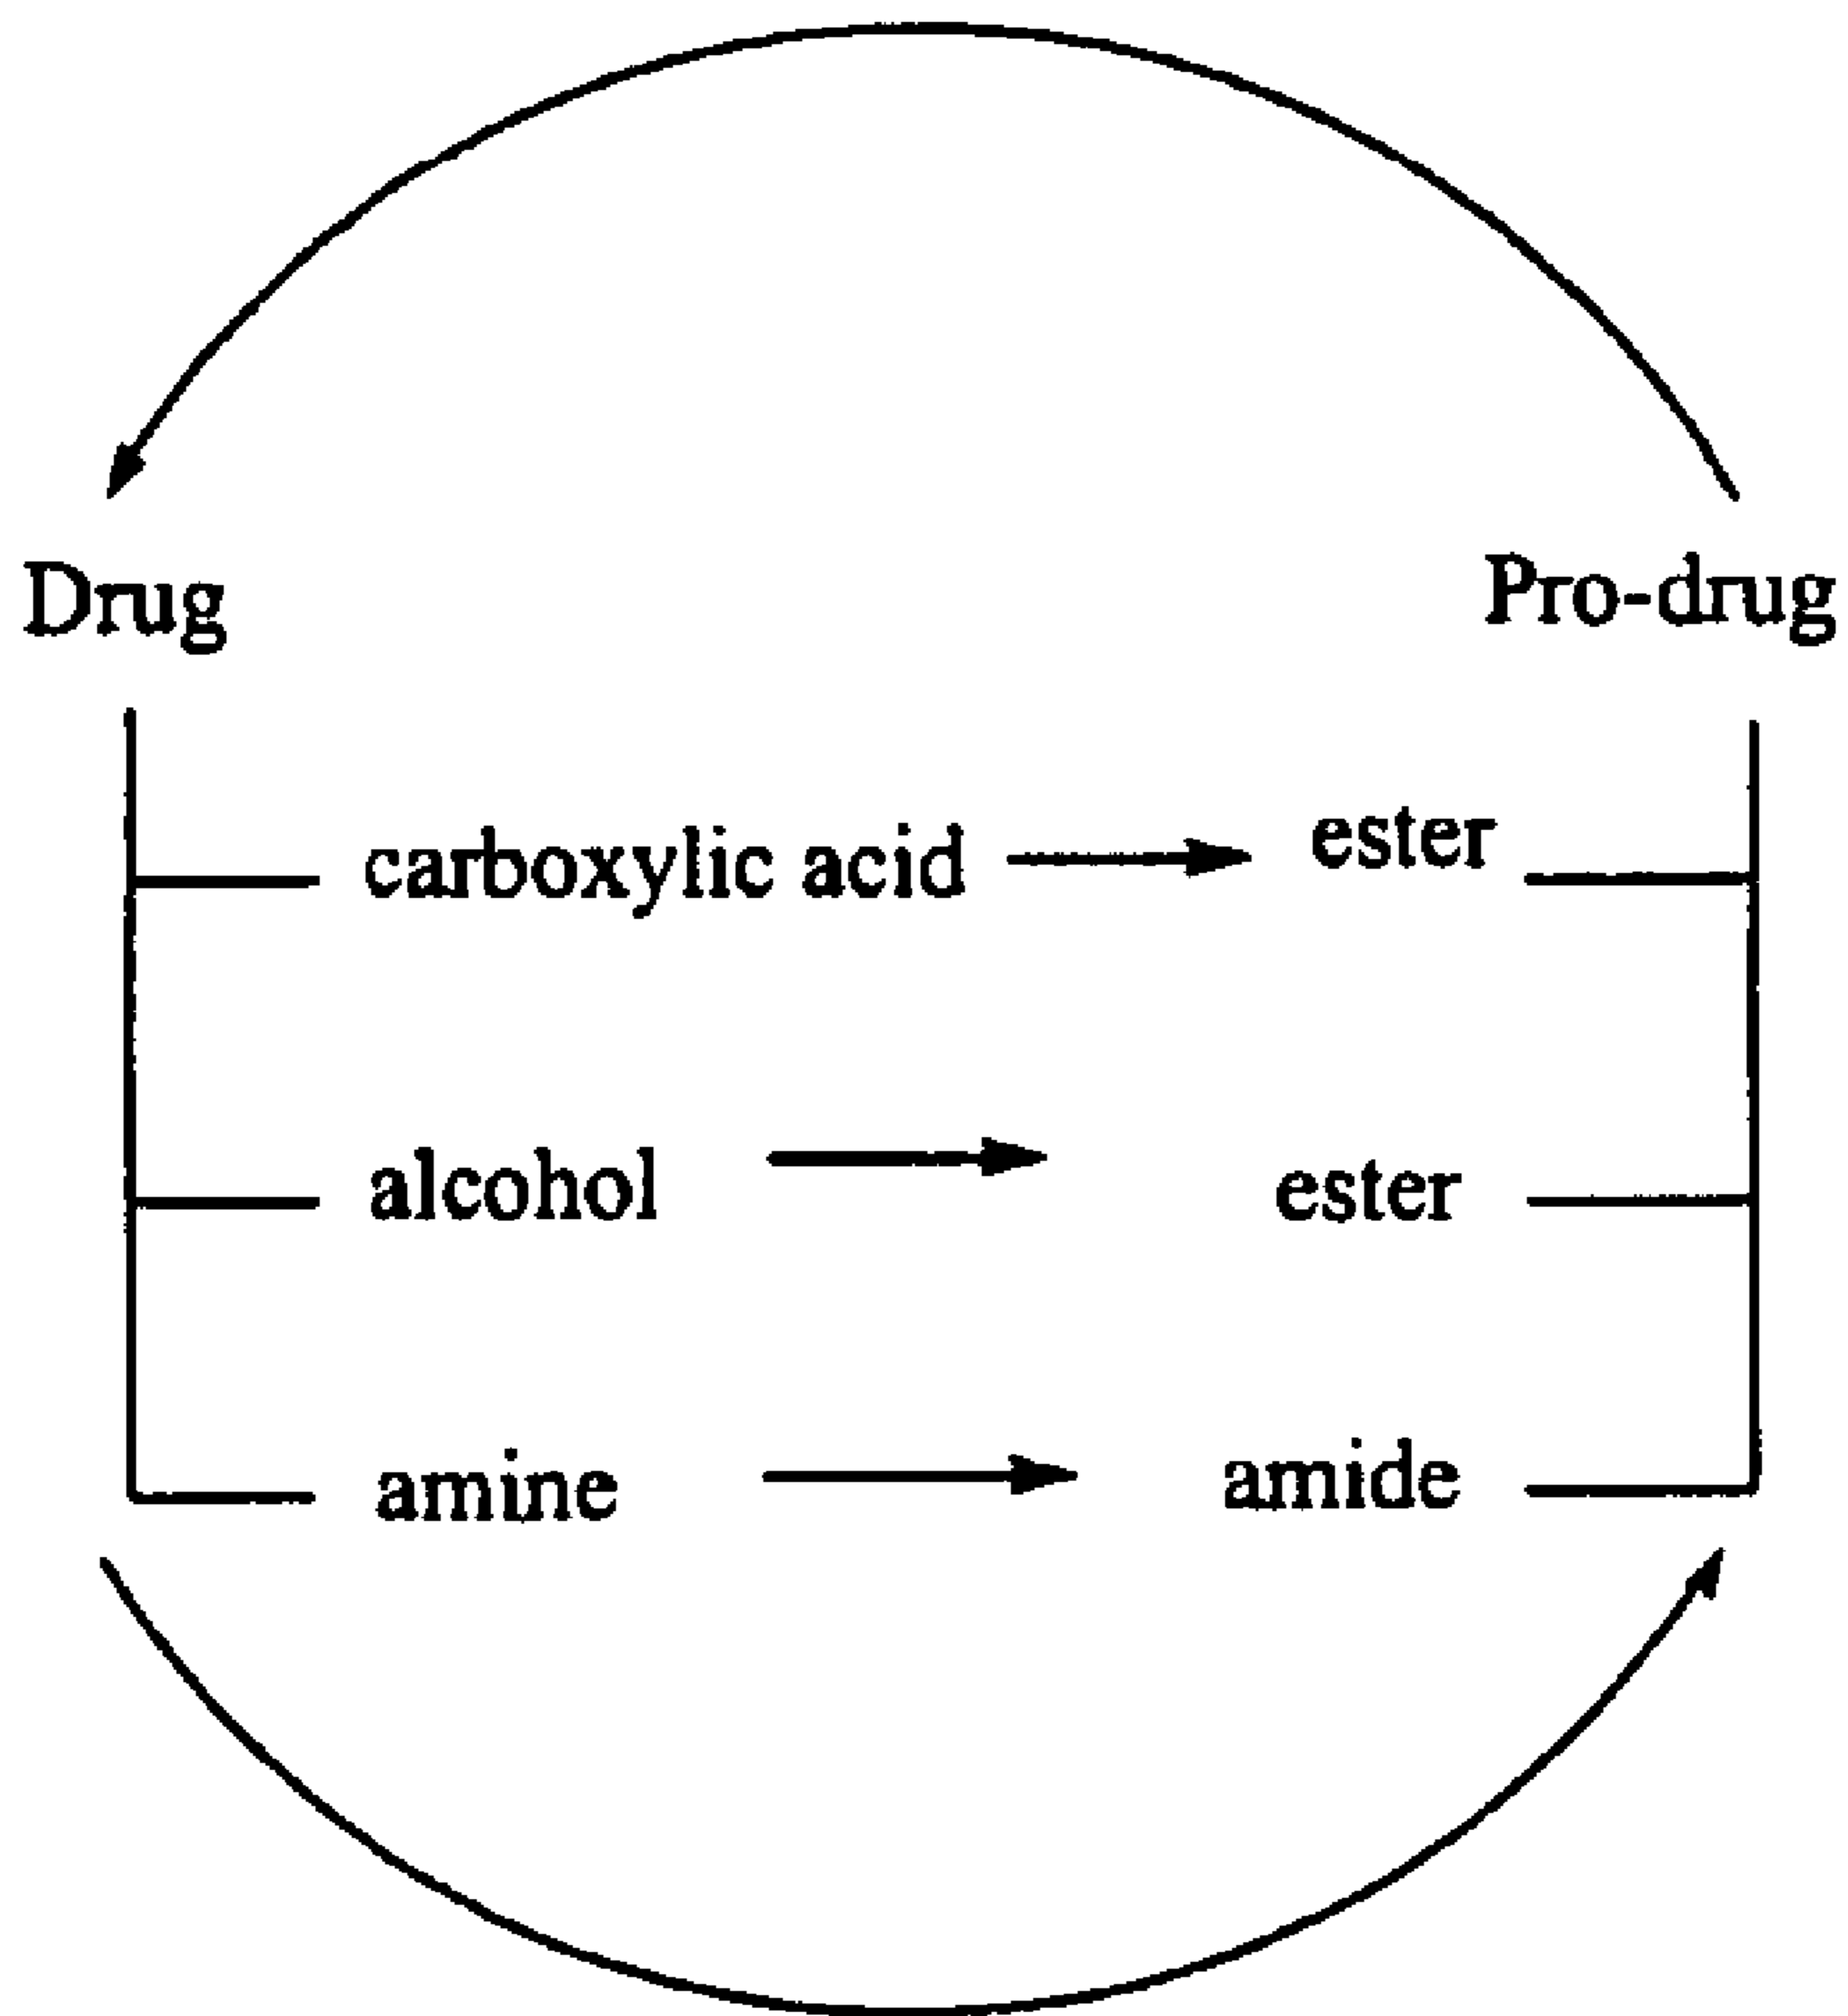 Drug
Pro-drug
carboxylic acid
ester
alcohol
ester
amine
amide